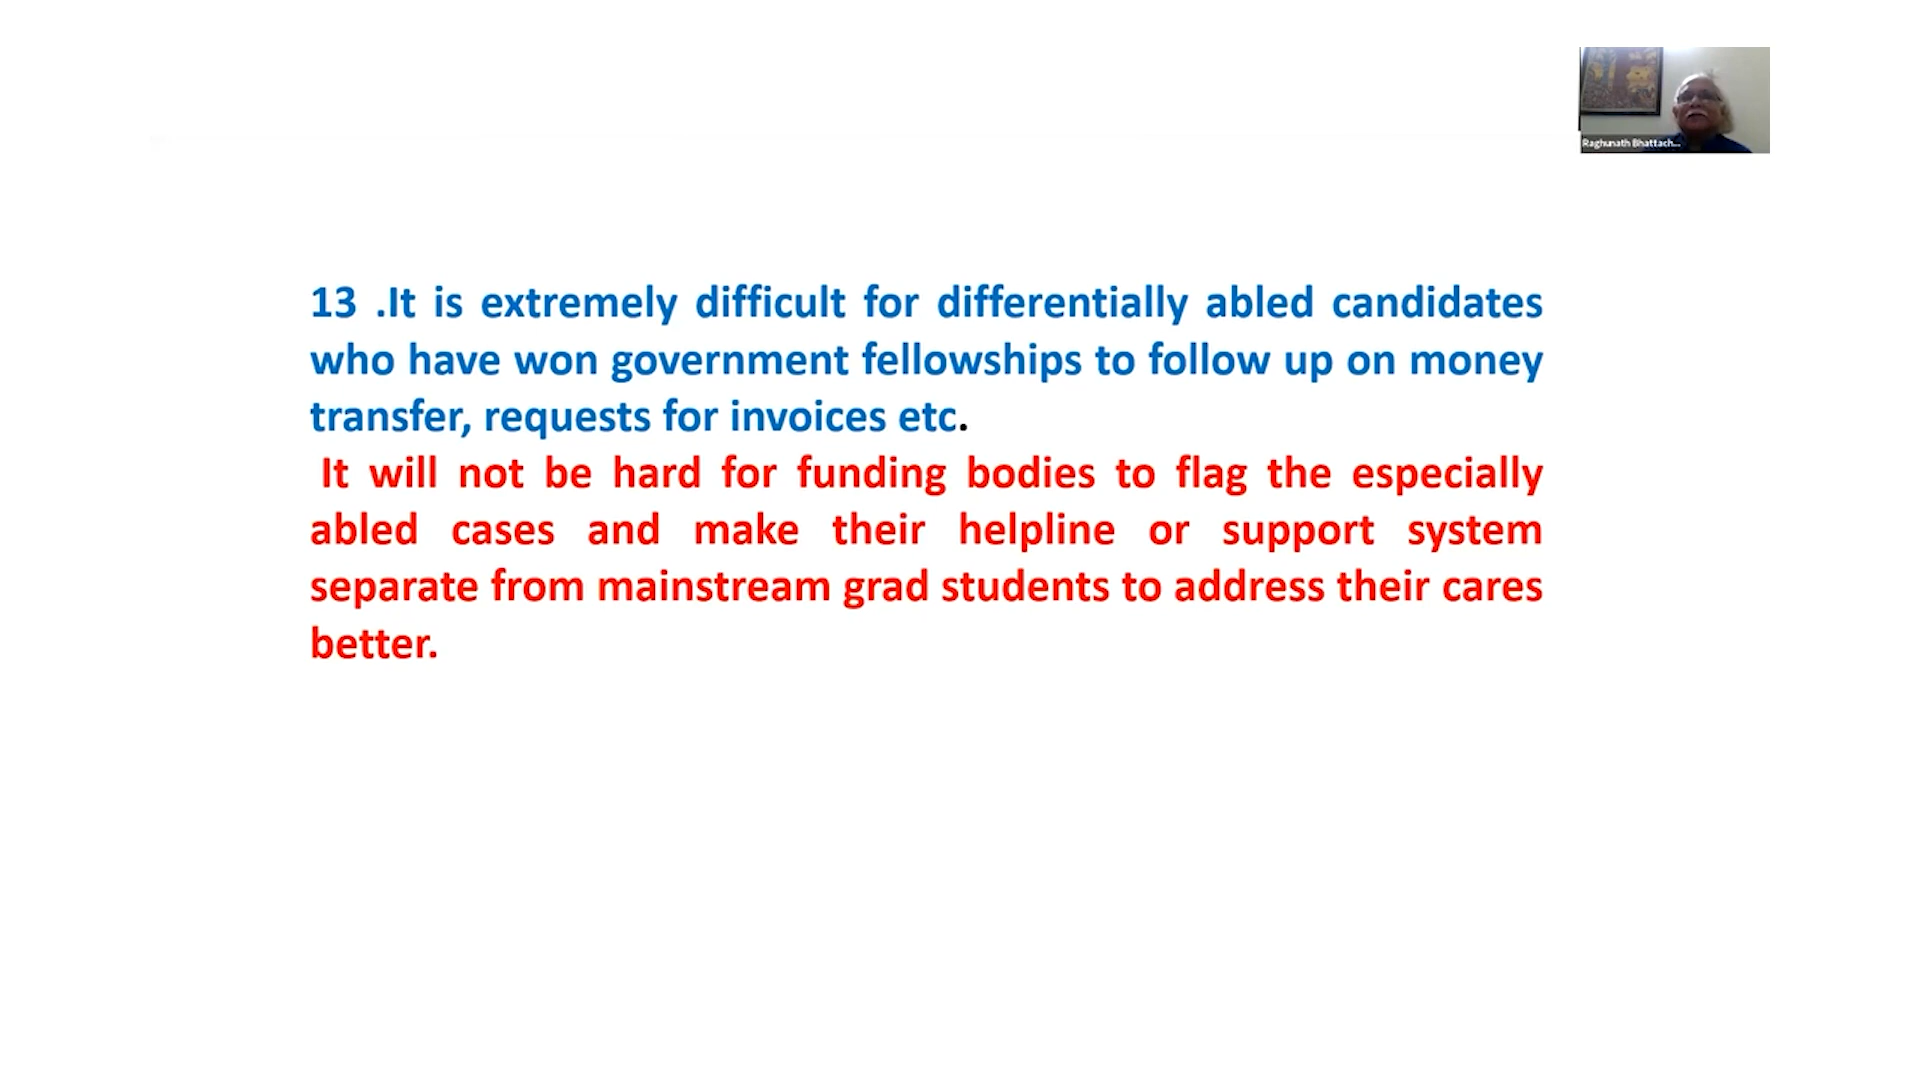 Raghunath Bhattach...
13 .It is extremely difficult for differentially abled candidates
who have won government fellowships to follow up on money
transfer, requests for invoices etc.
It will not be hard for funding bodies to flag the especially
abled cases and make their helpline or support system
separate from mainstream grad students to address their cares
better.